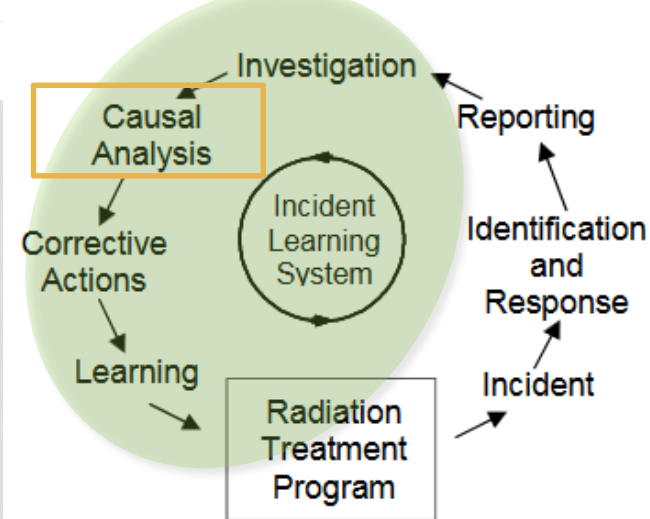 Investigation
Causal
Analysis
Reporting
Incident
Learning
System
Identification
and
Response
Corrective
Actions
Learning
Incident
Radiation
Treatment
Program